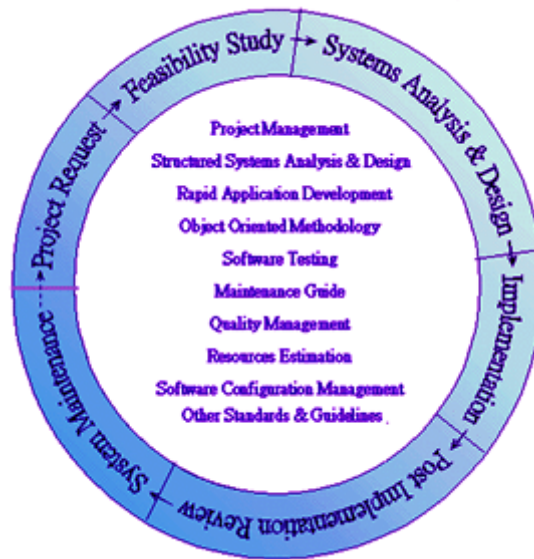 Project Request
Feasibility Study
Systems Analysis & Design
Implementation
Post Implementation Review
System Maintenance
Project Management
Structured Systems Analysis & Design
Rapid Application Development
Object Oriented Methodology
Software Testing
Maintenance Guide
Quality Management
Resources Estimation
Software Configuration Management
Other Standards & Guidelines .